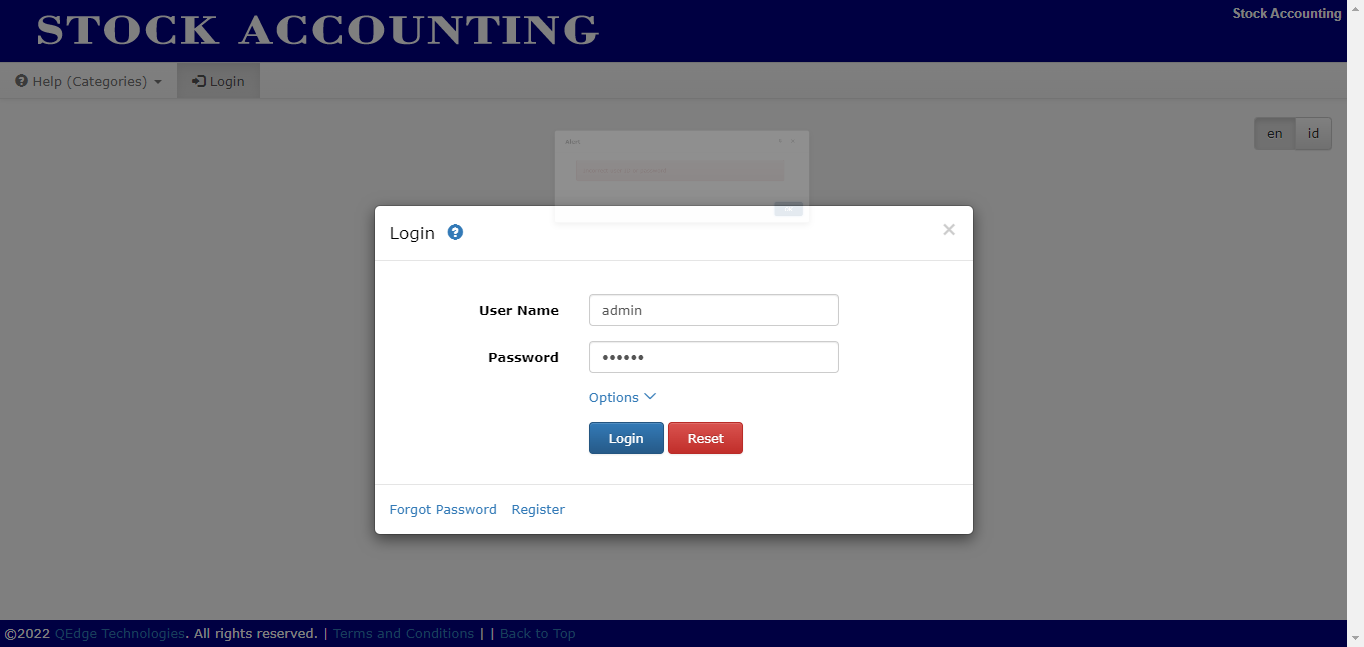 STOCK ACCOUNTING
Stock Accounting
Help (Categories)
Login
en
id
Alert
Login
×
User Name
admin
Password
••••••
Options
Login
Reset
Forgot Password
Register
©2022 QEdge Technologies. All rights reserved. | Terms and Conditions | | Back to Top